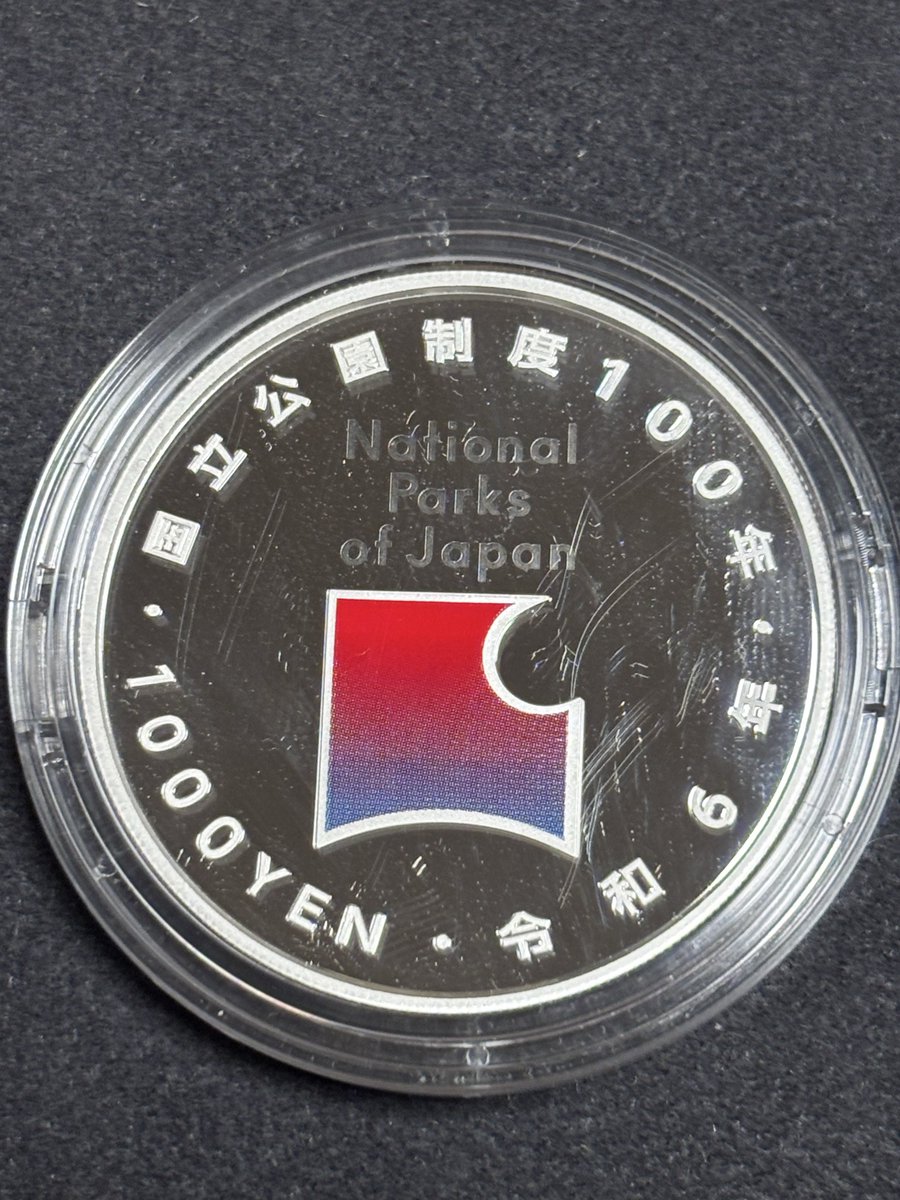 国立公園制度100年・
National
Parks
of Japan
・1000YEN・
令和6年